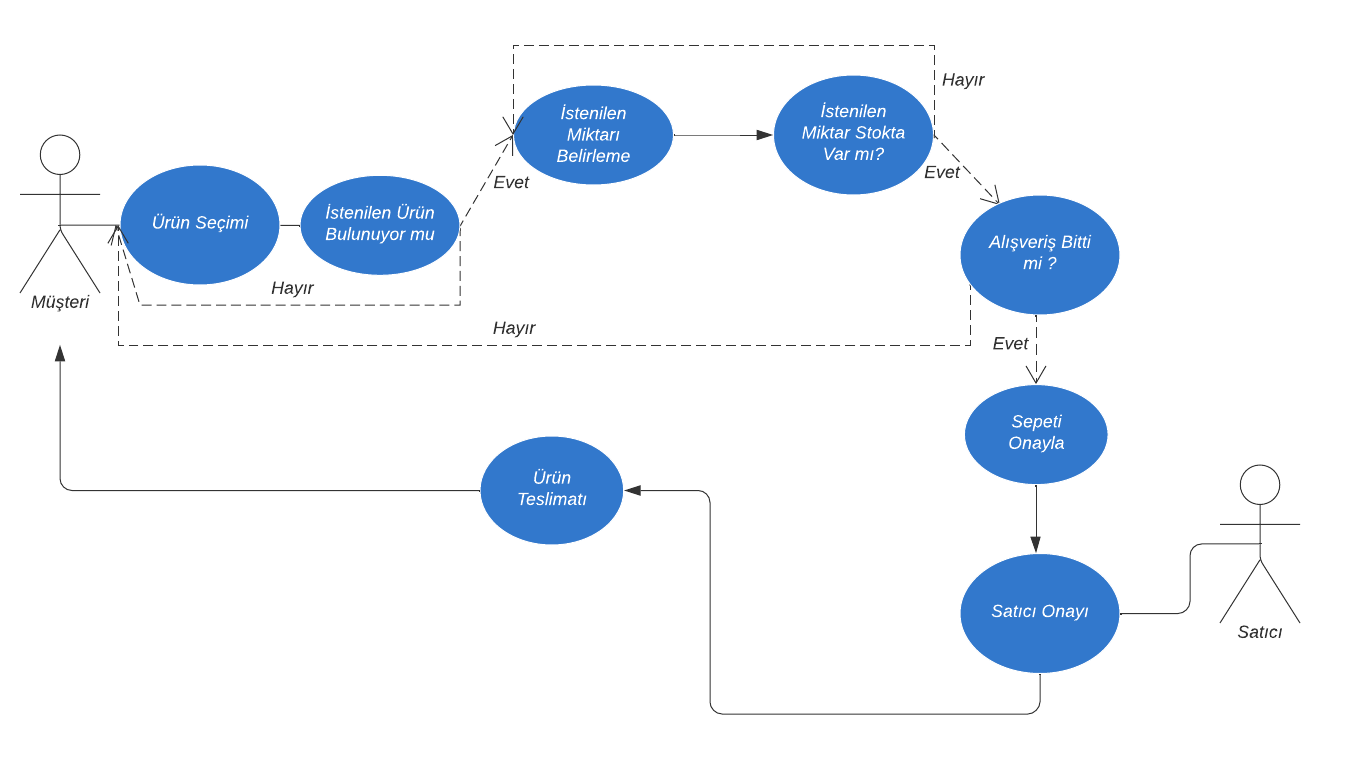 Hayır
İstenilen
Miktarı
Belirleme
İstenilen
Miktar Stokta
Var mı?
Evet
Evet
Ürün Seçimi
İstenilen Ürün
Bulunuyor mu
Alışveriş Bitti
mi ?
Hayır
Müşteri
Hayır
Evet
Sepeti
Onayla
Ürün
Teslimatı
Satıcı Onayı
Satıcı